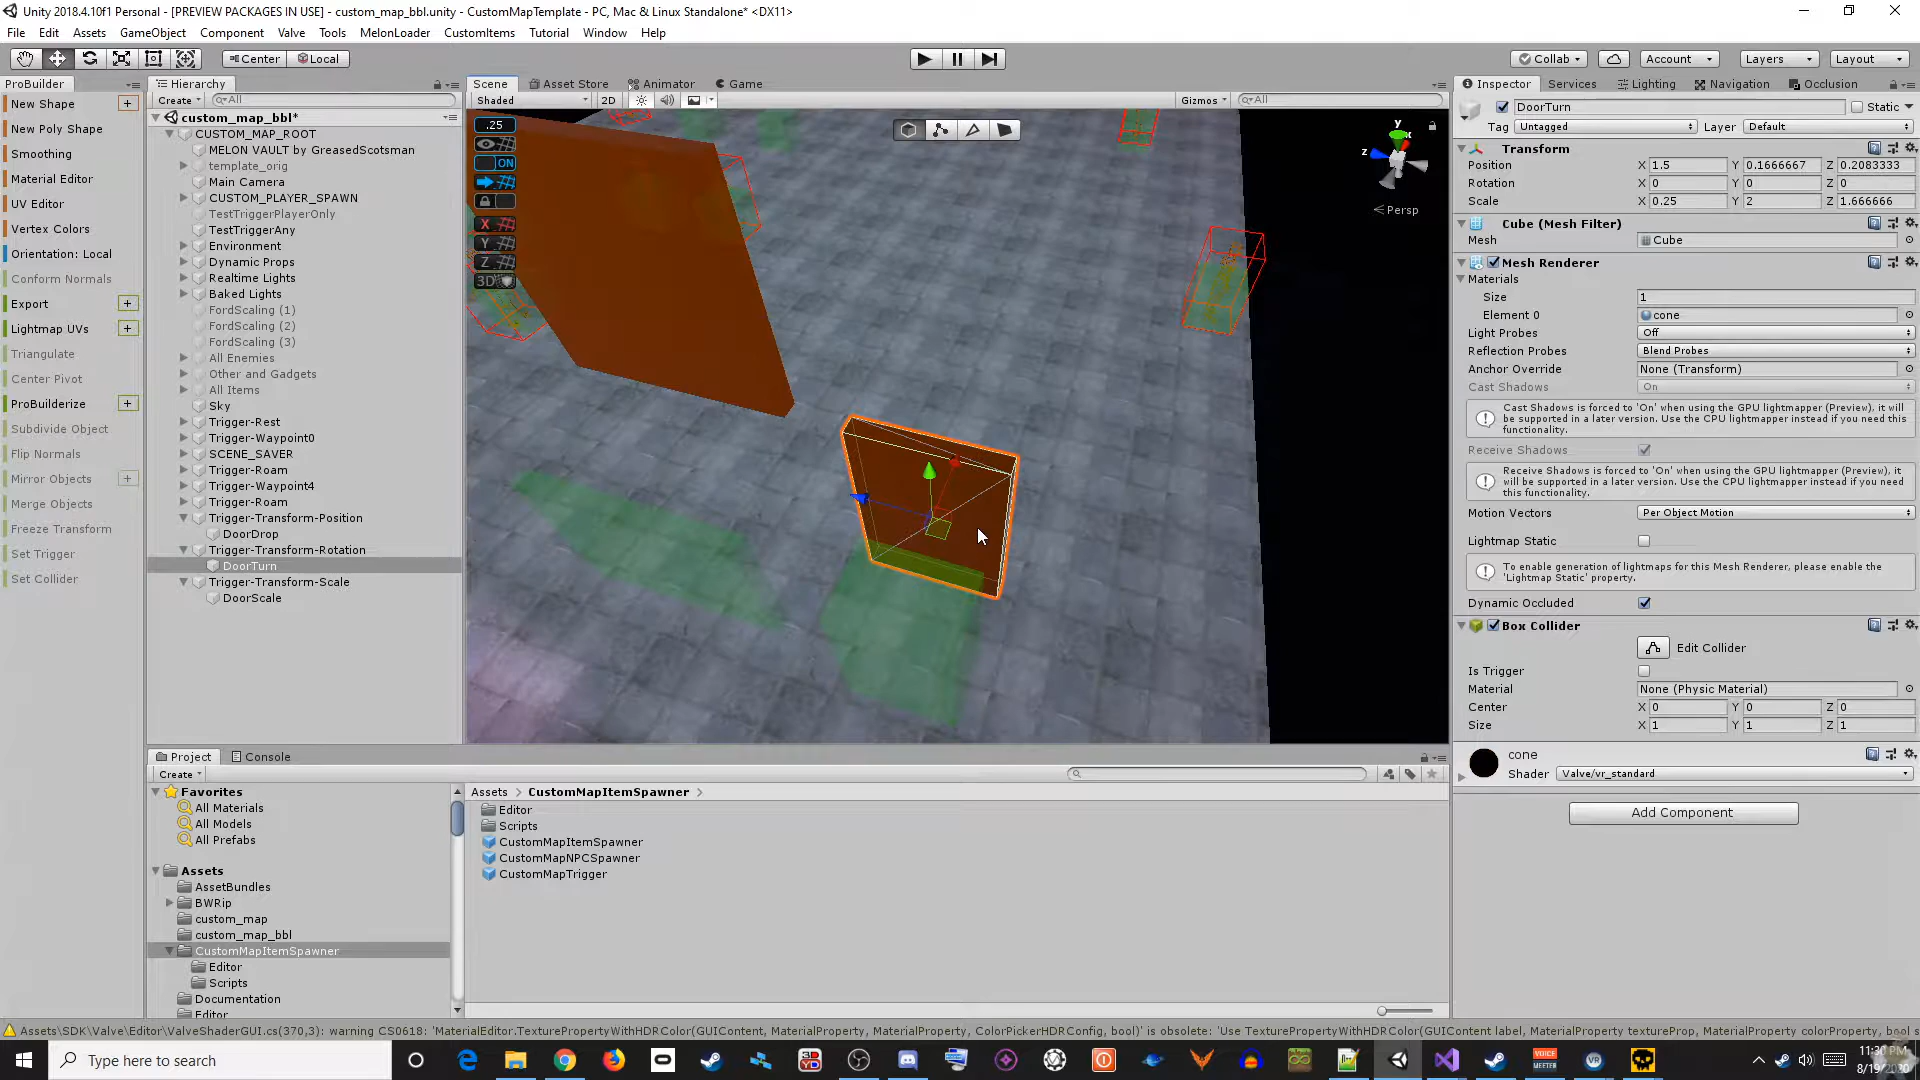 Unity 2018.4.10f1 Personal - [PREVIEW PACKAGES IN USE] - custom_map_bbl.unity - CustomMapTemplate - PC, Mac & Linux Standalone* <DX11>
File Edit Assets GameObject Component Valve Tools MelonLoader CustomItems Tutorial Window Help
Center Local Collab Account Layers Layout
ProBuilder
New Shape
New Poly Shape
Smoothing
Material Editor
UV Editor
Vertex Colors
Orientation: Local
Conform Normals
Export
Lightmap UVs
Triangulate
Center Pivot
ProBuilderize
Subdivide Object
Flip Normals
Mirror Objects
Merge Objects
Freeze Transform
Set Trigger
Set Collider
Hierarchy
Create All
custom_map_bbl*
CUSTOM_MAP_ROOT
MELON VAULT by GreasedScotsman
template_orig
Main Camera
CUSTOM_PLAYER_SPAWN
TestTriggerPlayerOnly
TestTriggerAny
Environment
Dynamic Props
Realtime Lights
Baked Lights
FordScaling (1)
FordScaling (2)
FordScaling (3)
All Enemies
Other and Gadgets
All Items
Sky
Trigger-Rest
Trigger-Waypoint0
SCENE_SAVER
Trigger-Roam
Trigger-Waypoint4
Trigger-Roam
Trigger-Transform-Position
DoorDrop
Trigger-Transform-Rotation
DoorTurn
Trigger-Transform-Scale
DoorScale
Scene Asset Store Animator Game
Shaded 2D Gizmos All
.25
ON
X
Y
Z
3D
y
x
z
Persp
Inspector Services Lighting Navigation Occlusion
DoorTurn Static
Tag Untagged Layer Default
Transform
Position X 1.5 Y 0.1666667 Z 0.2083333
Rotation X 0 Y 0 Z 0
Scale X 0.25 Y 2 Z 1.666666
Cube (Mesh Filter)
Mesh Cube
Mesh Renderer
Materials
Size 1
Element 0 cone
Light Probes Off
Reflection Probes Blend Probes
Anchor Override None (Transform)
Cast Shadows On
Cast Shadows is forced to 'On' when using the GPU lightmapper (Preview), it will
be supported in a later version. Use the CPU lightmapper instead if you need this
functionality.
Receive Shadows
Receive Shadows is forced to 'On' when using the GPU lightmapper (Preview), it
will be supported in a later version. Use the CPU lightmapper instead if you need
this functionality.
Motion Vectors Per Object Motion
Lightmap Static
To enable generation of lightmaps for this Mesh Renderer, please enable the
'Lightmap Static' property.
Dynamic Occluded
Box Collider
Edit Collider
Is Trigger
Material None (Physic Material)
Center X 0 Y 0 Z 0
Size X 1 Y 1 Z 1
cone
Shader Valve/vr_standard
Add Component
Project Console
Create
Favorites
All Materials
All Models
All Prefabs
Assets
AssetBundles
BWRip
custom_map
custom_map_bbl
CustomMapItemSpawner
Editor
Scripts
Documentation
Editor
Assets > CustomMapItemSpawner >
Editor
Scripts
CustomMapItemSpawner
CustomMapNPCSpawner
CustomMapTrigger
Assets\SDK\Valve\Editor\ValveShaderGUI.cs(370,3): warning CS0618: 'MaterialEditor.TexturePropertyWithHDRColor(GUIContent, MaterialProperty, MaterialProperty, ColorPickerHDRConfig, bool)' is obsolete: 'Use TexturePropertyWithHDRColor(GUIContent label, MaterialProperty textureProp, MaterialProperty colorProperty, bool s
Type here to search